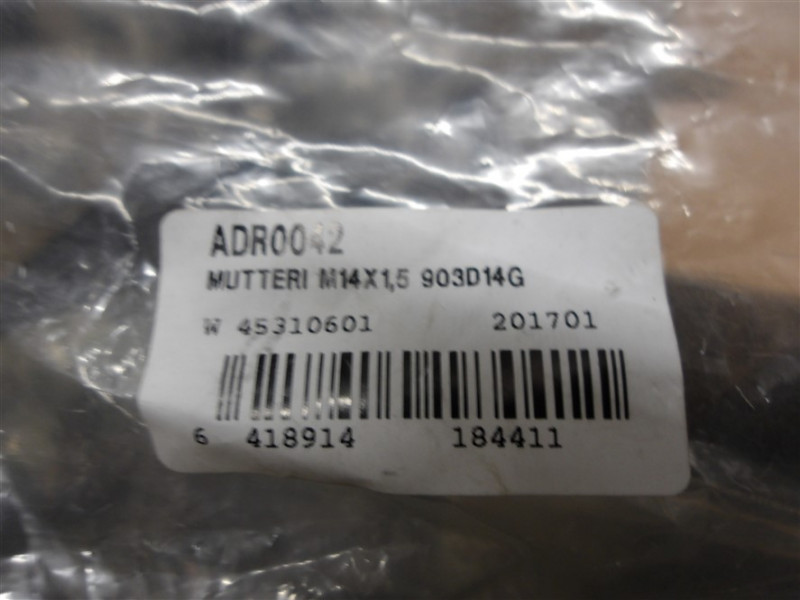 ADR0042
MUTTERI M14X1,5 903D14G
W 45310601 201701
6 418914 184411